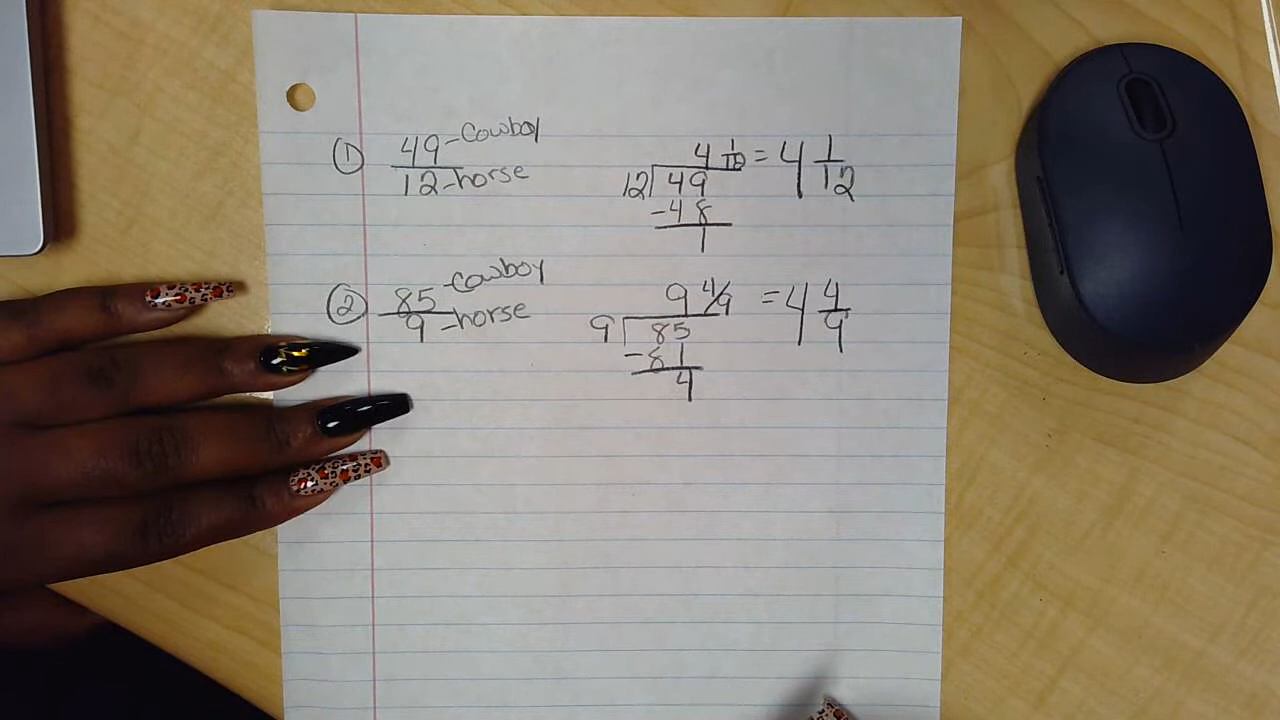 ① 49 - Cowboy
12 - horse
4 1/12 = 4 1/12
12 49
-48
1
② 85 - Cowboy
9 - horse
9 4/9 = 4 4/9
9 85
-81
4